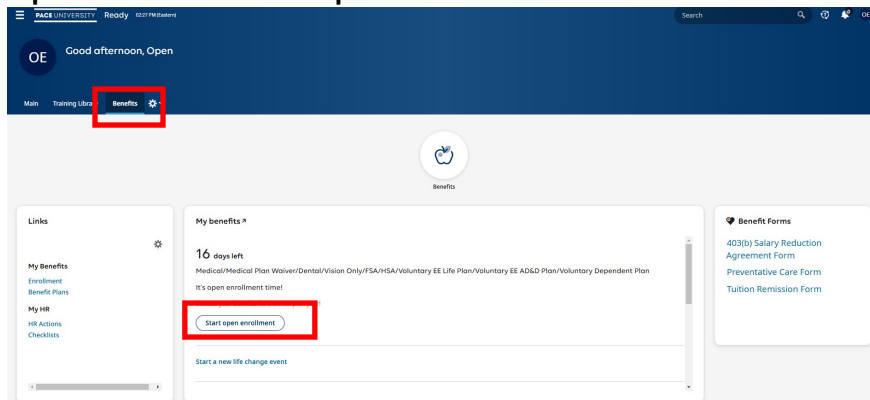 PACE UNIVERSITY Ready 02:27 PM (Eastern)
Search
OE
OE
Good afternoon, Open
Main Training Library Benefits
Benefits
Links
My Benefits
Enrollment
Benefit Plans
My HR
HR Actions
Checklists
My benefits
16 days left
Medical/Medical Plan Waiver/Dental/Vision Only/FSA/HSA/Voluntary EE Life Plan/Voluntary EE AD&D Plan/Voluntary Dependent Plan
It's open enrollment time!
Start open enrollment
Start a new life change event
Benefit Forms
403(b) Salary Reduction
Agreement Form
Preventative Care Form
Tuition Remission Form